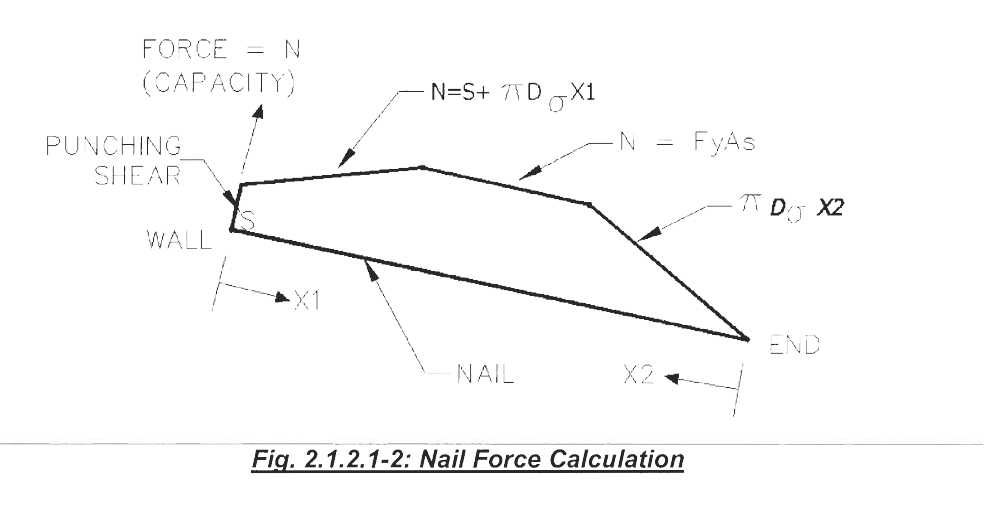 FORCE = N
(CAPACITY)
N=S+ πDσX1
PUNCHING
SHEAR
N = FyAs
π Dσ X2
S
WALL
X1
END
NAIL
X2
Fig. 2.1.2.1-2: Nail Force Calculation